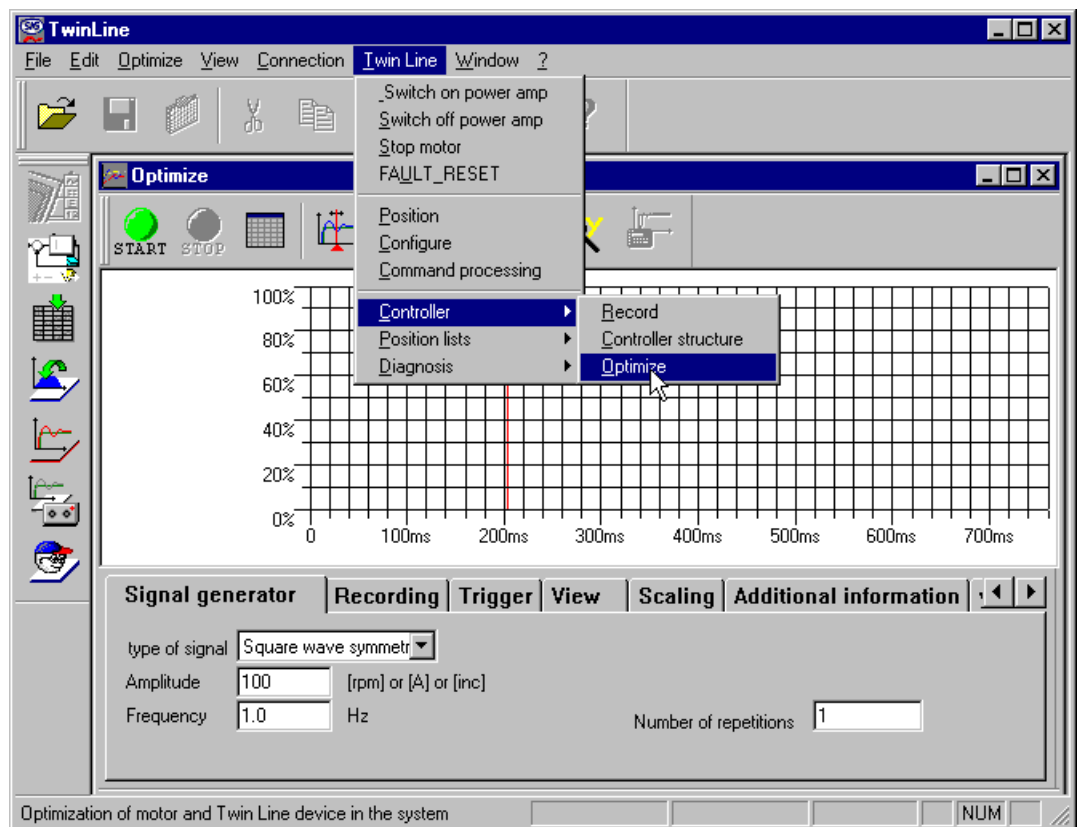 SIG TwinLine
File Edit Optimize View Connection Twin Line Window ?
_Switch on power amp
Switch off power amp
Stop motor
FAULT_RESET
Position
Configure
Command processing
Controller
Position lists
Diagnosis
Record
Controller structure
Optimize
Optimize
START STOP
100%
80%
60%
40%
20%
0%
0 100ms 200ms 300ms 400ms 500ms 600ms 700ms
Signal generator Recording Trigger View Scaling Additional information
type of signal Square wave symmetr
Amplitude 100 [rpm] or [A] or [inc]
Frequency 1.0 Hz Number of repetitions 1
Optimization of motor and Twin Line device in the system NUM